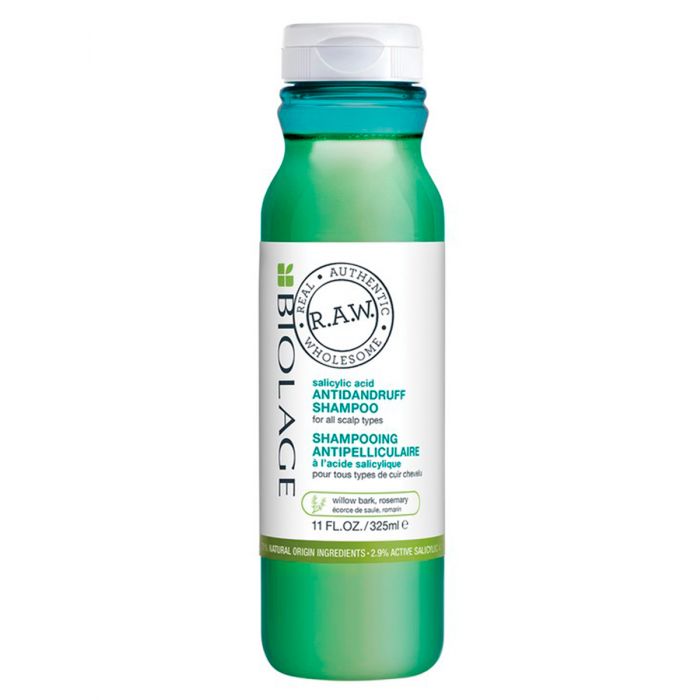 BIOLAGE
REAL · AUTHENTIC · WHOLESOME
R.A.W.
salicylic acid
ANTIDANDRUFF
SHAMPOO
for all scalp types
SHAMPOOING
ANTIPELLICULAIRE
à l'acide salicylique
pour tous types de cuir chevelu
willow bark, rosemary
écorce de saule, romarin
11 FL.OZ./325ml e
% NATURAL ORIGIN INGREDIENTS • 2.9% ACTIVE SALICYLIC